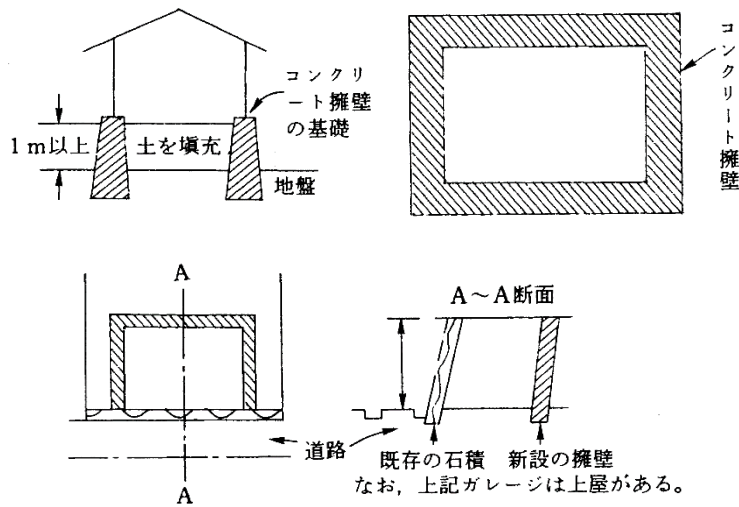 コンクリ
ート擁壁
の基礎
1m以上
土を塡充
地盤
コンクリート擁壁
A
A
道路
A〜A断面
既存の石積
新設の擁壁
なお，上記ガレージは上屋がある。